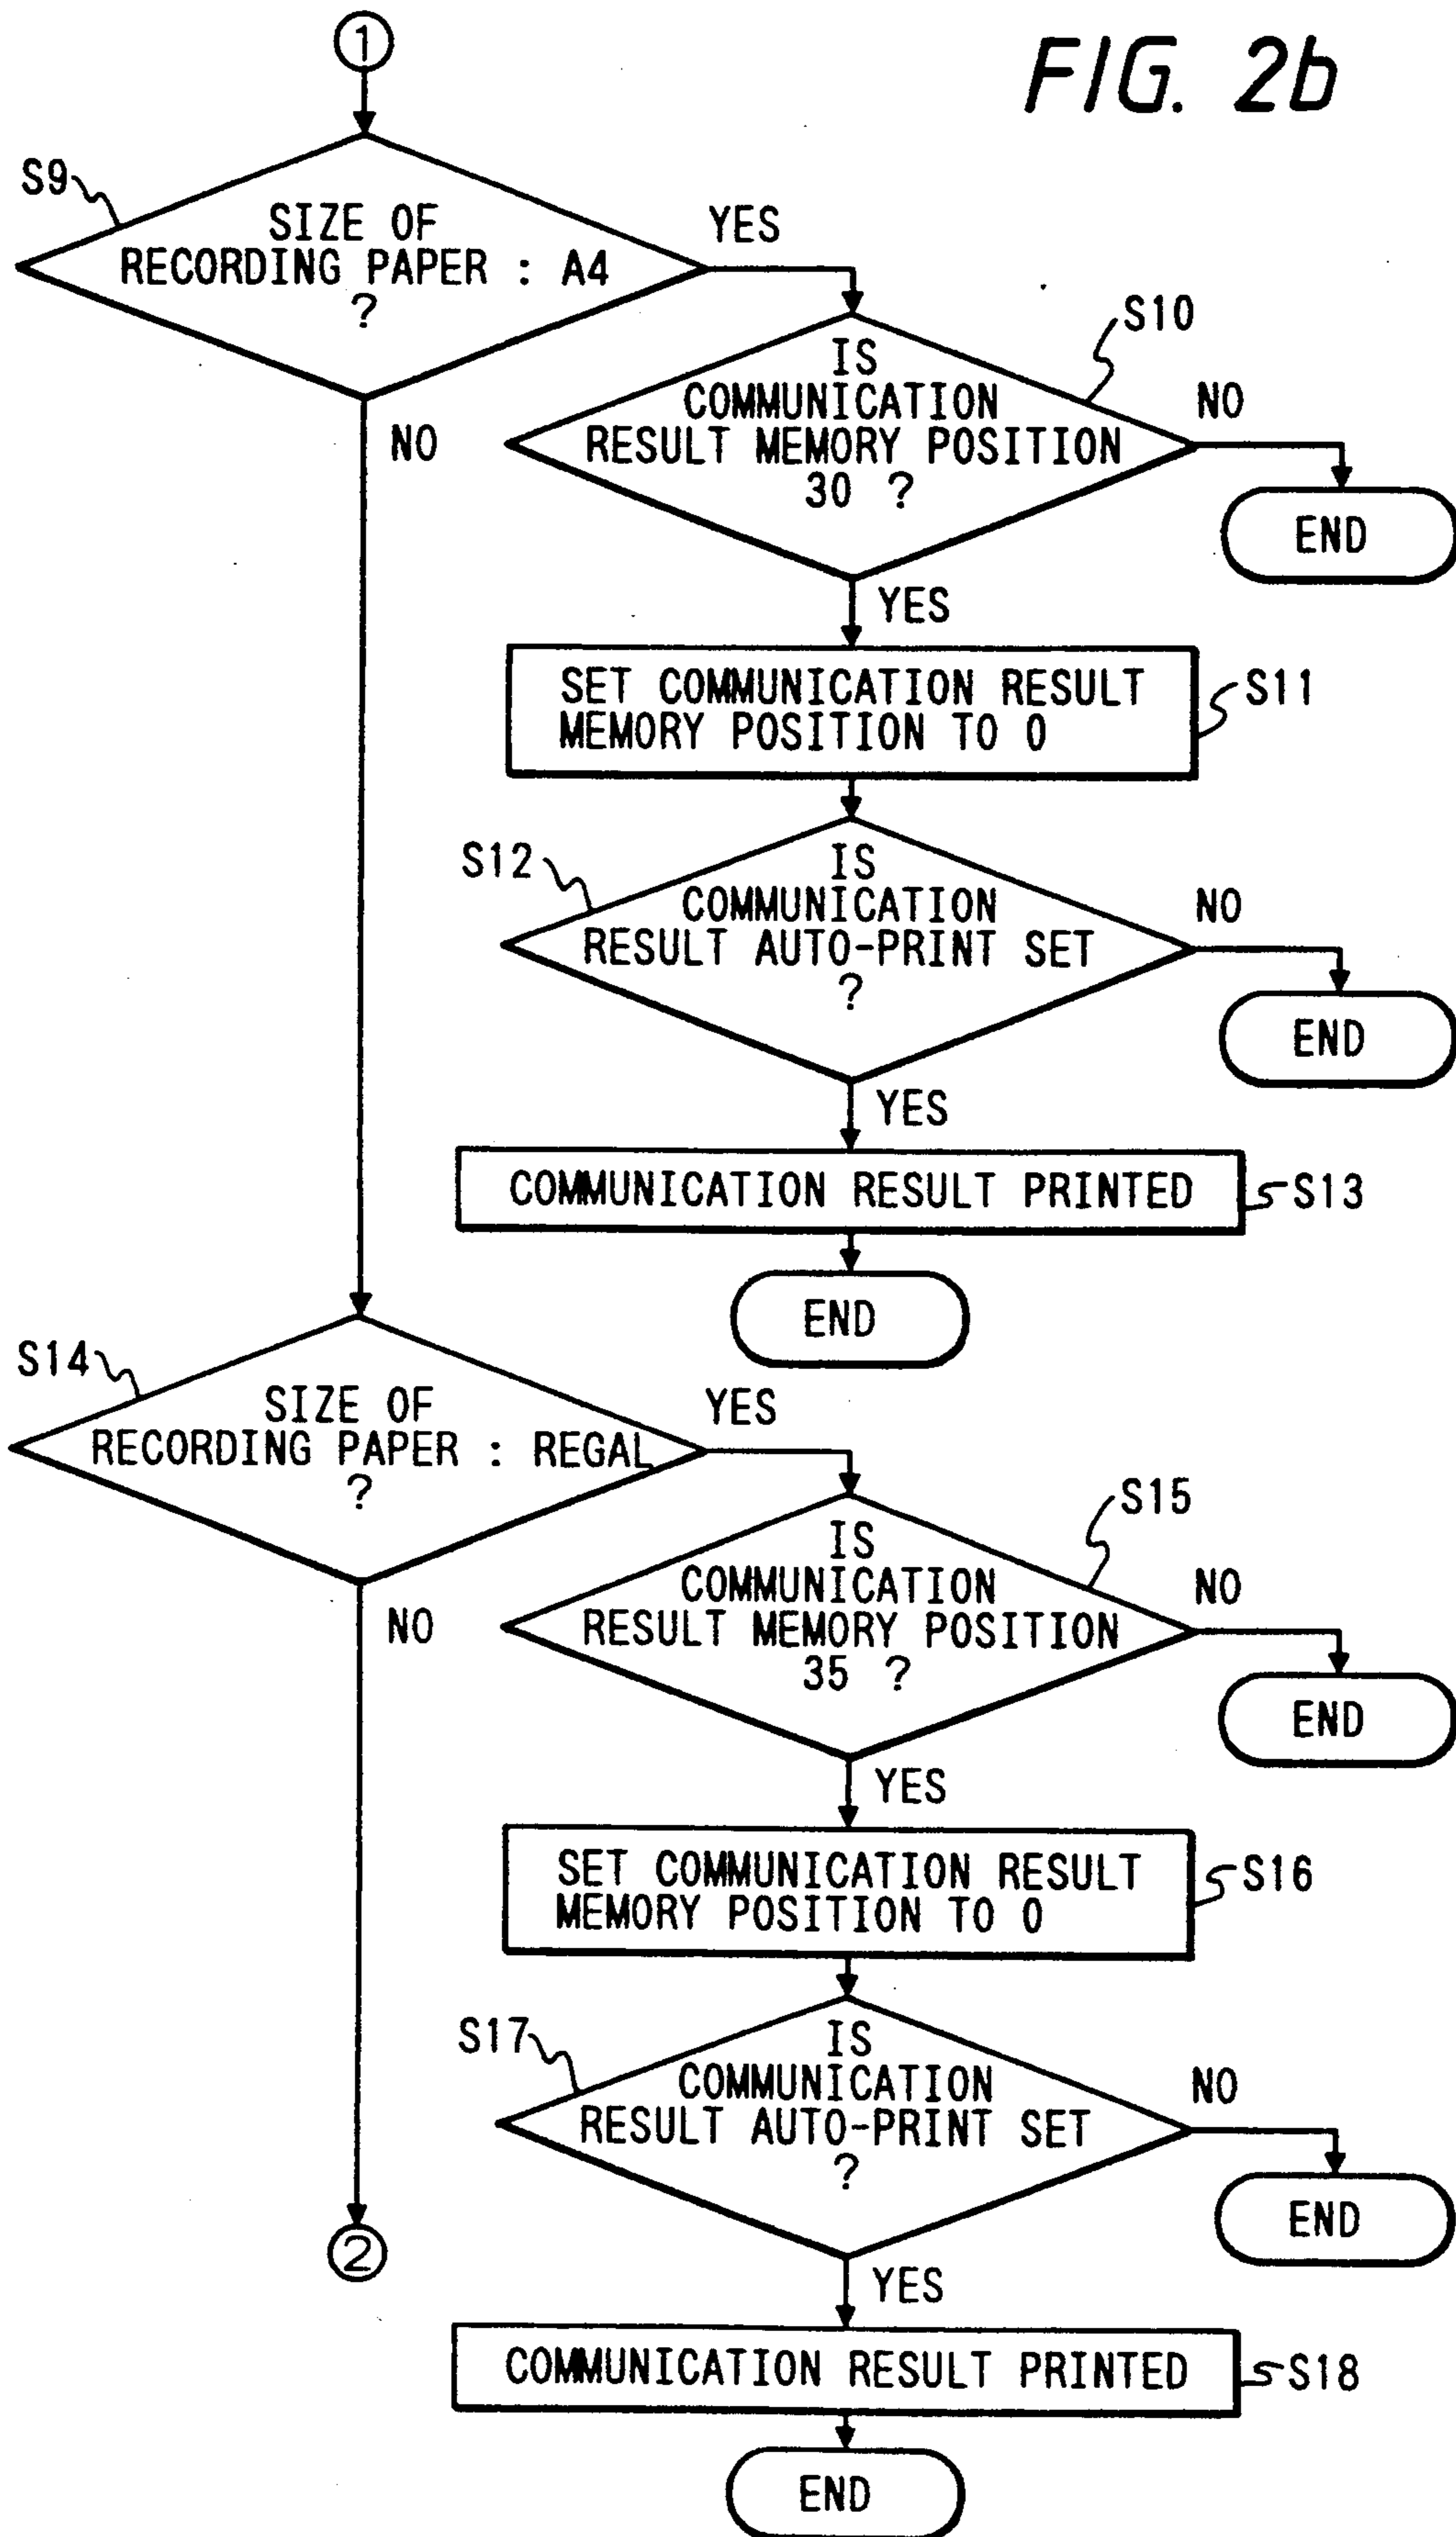 ①
FIG. 2b
S9
SIZE OF
RECORDING PAPER : A4
?
YES
NO
S10
IS
COMMUNICATION
RESULT MEMORY POSITION
30 ?
NO
END
YES
SET COMMUNICATION RESULT
MEMORY POSITION TO 0
S11
S12
IS
COMMUNICATION
RESULT AUTO-PRINT SET
?
NO
END
YES
COMMUNICATION RESULT PRINTED
S13
END
S14
SIZE OF
RECORDING PAPER : REGAL
?
YES
NO
S15
IS
COMMUNICATION
RESULT MEMORY POSITION
35 ?
NO
END
YES
SET COMMUNICATION RESULT
MEMORY POSITION TO 0
S16
S17
IS
COMMUNICATION
RESULT AUTO-PRINT SET
?
NO
END
②
YES
COMMUNICATION RESULT PRINTED
S18
END